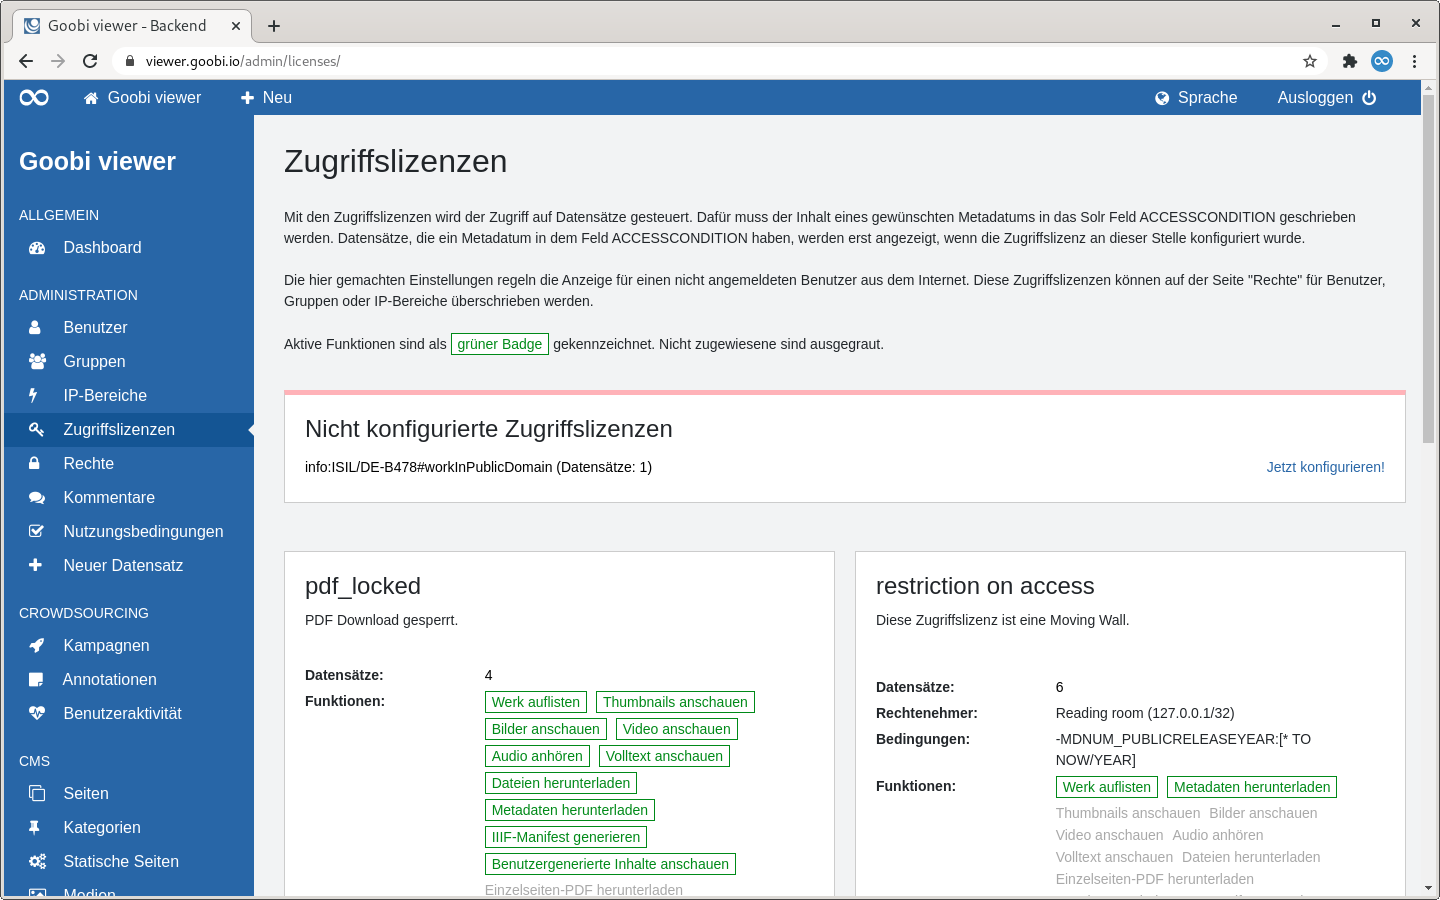 Goobi viewer - Backend
viewer.goobi.io/admin/licenses/
Goobi viewer
Neu
Sprache
Ausloggen
Goobi viewer
ALLGEMEIN
Dashboard
ADMINISTRATION
Benutzer
Gruppen
IP-Bereiche
Zugriffslizenzen
Rechte
Kommentare
Nutzungsbedingungen
Neuer Datensatz
CROWDSOURCING
Kampagnen
Annotationen
Benutzeraktivität
CMS
Seiten
Kategorien
Statische Seiten
Medien
Zugriffslizenzen
Mit den Zugriffslizenzen wird der Zugriff auf Datensätze gesteuert. Dafür muss der Inhalt eines gewünschten Metadatums in das Solr Feld ACCESSCONDITION geschrieben
werden. Datensätze, die ein Metadatum in dem Feld ACCESSCONDITION haben, werden erst angezeigt, wenn die Zugriffslizenz an dieser Stelle konfiguriert wurde.
Die hier gemachten Einstellungen regeln die Anzeige für einen nicht angemeldeten Benutzer aus dem Internet. Diese Zugriffslizenzen können auf der Seite "Rechte" für Benutzer,
Gruppen oder IP-Bereiche überschrieben werden.
Aktive Funktionen sind als grüner Badge gekennzeichnet. Nicht zugewiesene sind ausgegraut.
Nicht konfigurierte Zugriffslizenzen
info:ISIL/DE-B478#workInPublicDomain (Datensätze: 1)
Jetzt konfigurieren!
pdf_locked
PDF Download gesperrt.
Datensätze: 4
Funktionen: Werk auflisten Thumbnails anschauen
Bilder anschauen Video anschauen
Audio anhören Volltext anschauen
Dateien herunterladen
Metadaten herunterladen
IIIF-Manifest generieren
Benutzergenerierte Inhalte anschauen
Einzelseiten-PDF herunterladen
restriction on access
Diese Zugriffslizenz ist eine Moving Wall.
Datensätze: 6
Rechtenehmer: Reading room (127.0.0.1/32)
Bedingungen: -MDNUM_PUBLICRELEASEYEAR:[* TO
NOW/YEAR]
Funktionen: Werk auflisten Metadaten herunterladen
Thumbnails anschauen Bilder anschauen
Video anschauen Audio anhören
Volltext anschauen Dateien herunterladen
Einzelseiten-PDF herunterladen